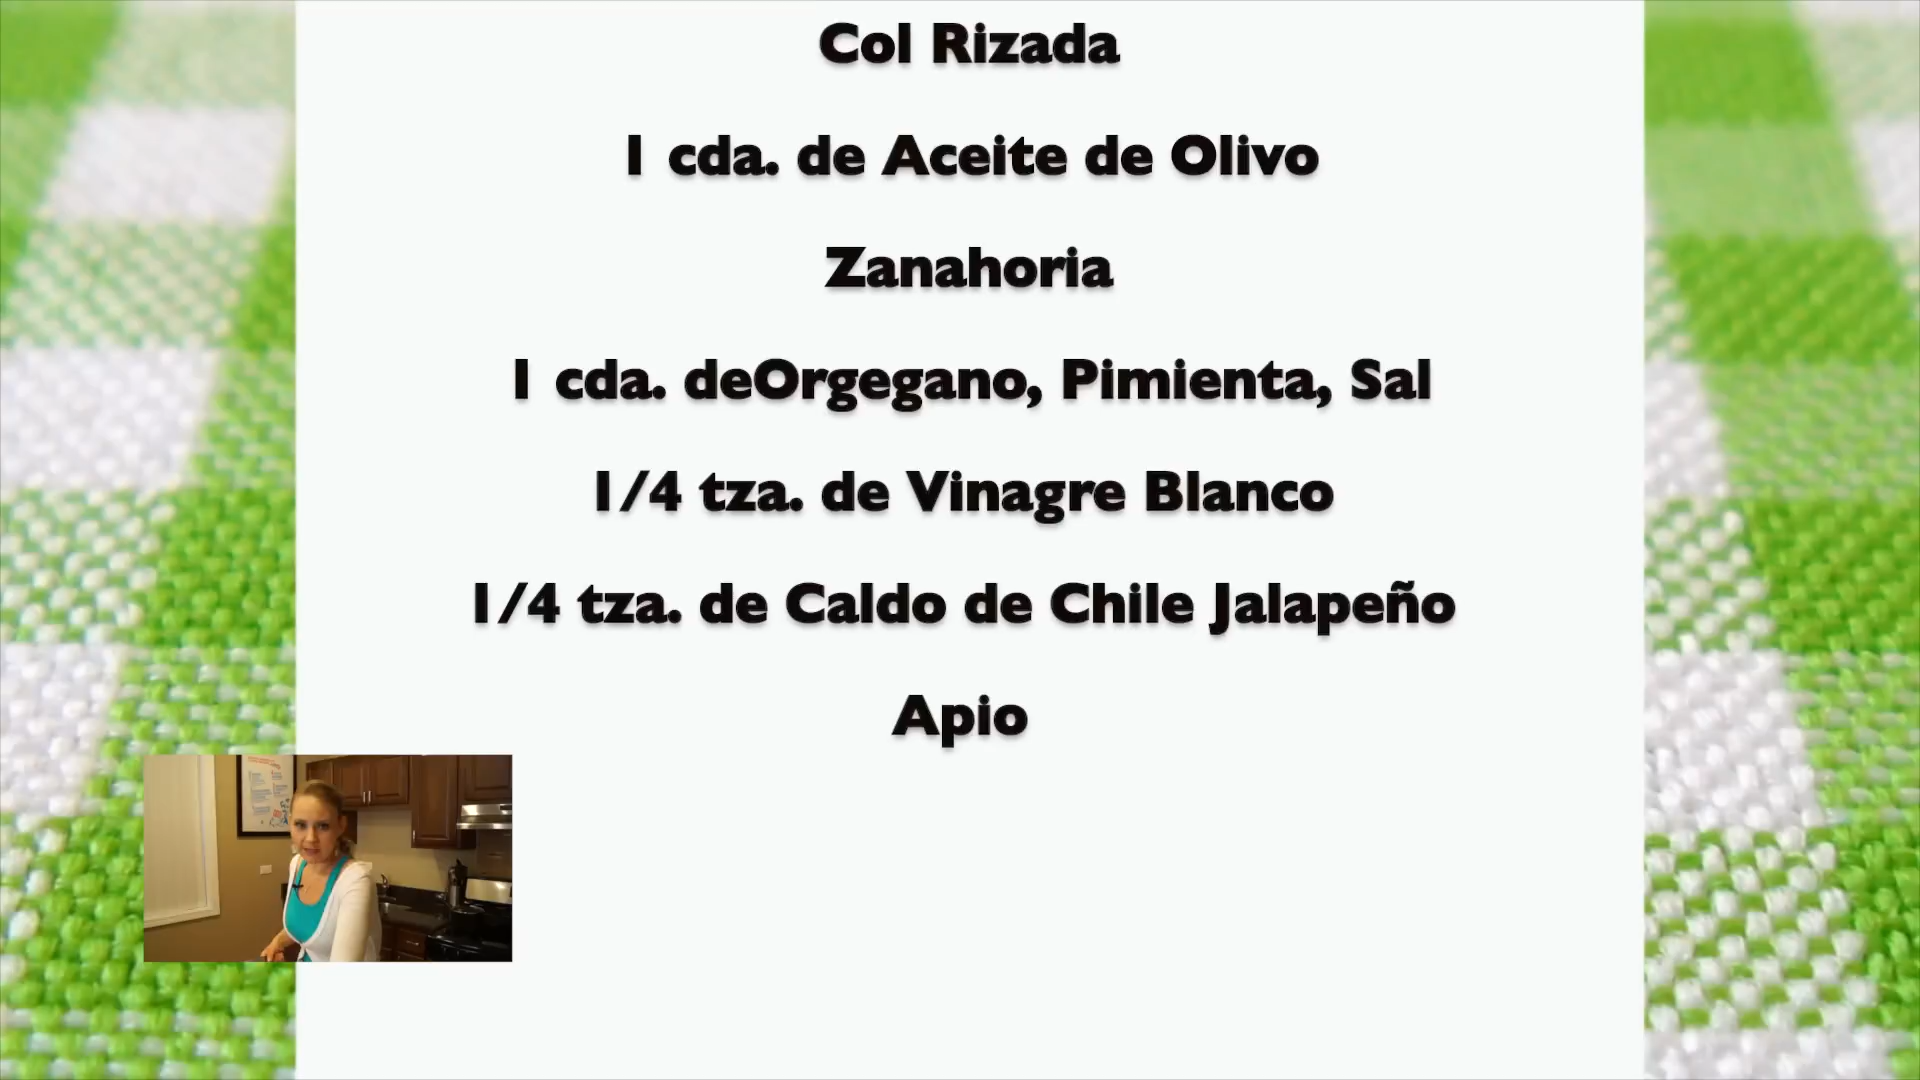 Col Rizada
1 cda. de Aceite de Olivo
Zanahoria
1 cda. deOrgegano, Pimienta, Sal
1/4 tza. de Vinagre Blanco
1/4 tza. de Caldo de Chile Jalapeño
Apio